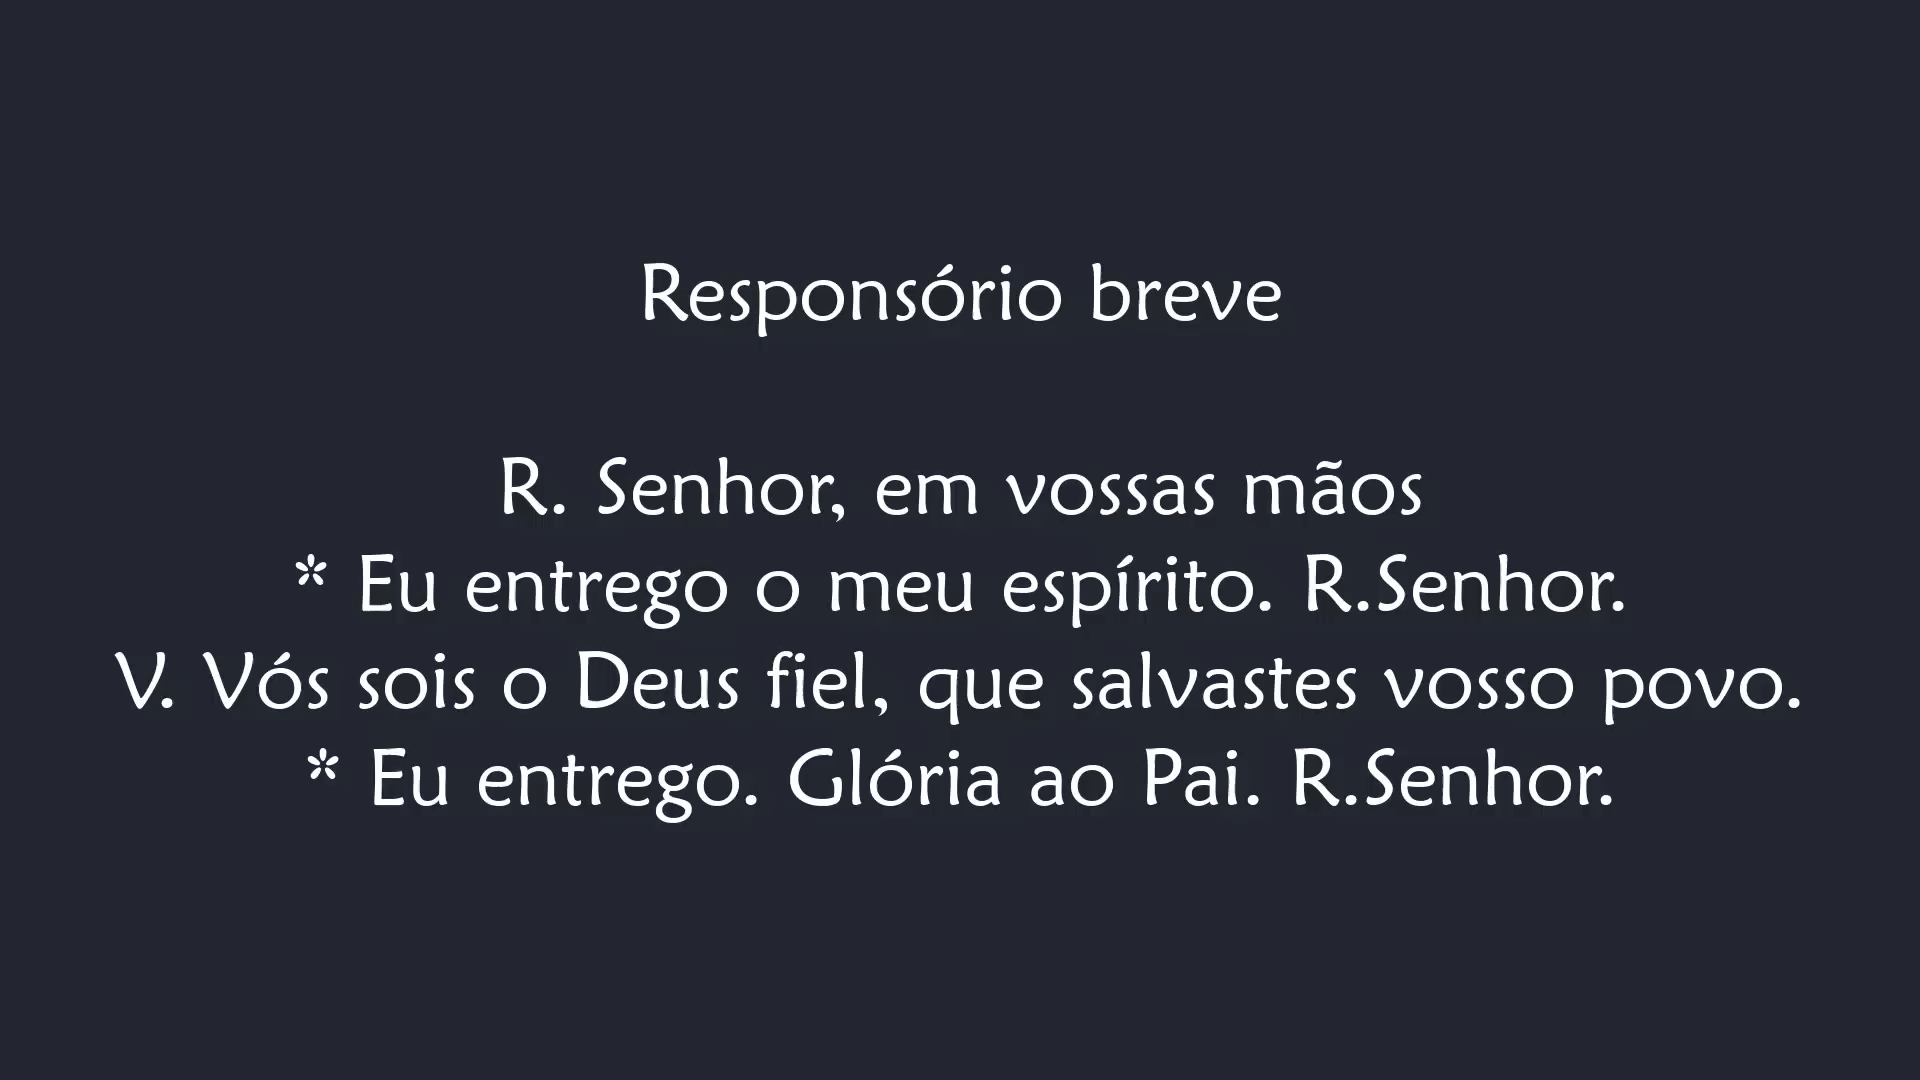 Responsório breve
R. Senhor, em vossas mãos
* Eu entrego o meu espírito. R.Senhor.
V. Vós sois o Deus fiel, que salvastes vosso povo.
* Eu entrego. Glória ao Pai. R.Senhor.